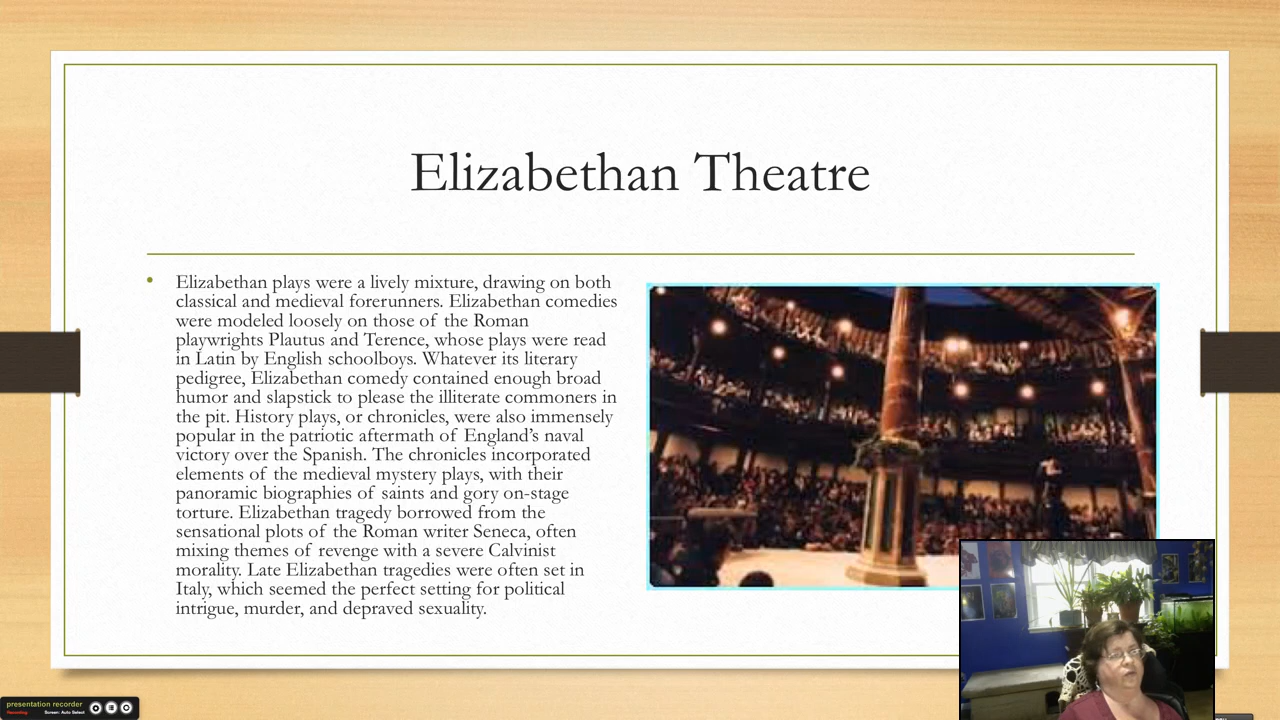 Elizabethan Theatre
• Elizabethan plays were a lively mixture, drawing on both
classical and medieval forerunners. Elizabethan comedies
were modeled loosely on those of the Roman
playwrights Plautus and Terence, whose plays were read
in Latin by English schoolboys. Whatever its literary
pedigree, Elizabethan comedy contained enough broad
humor and slapstick to please the illiterate commoners in
the pit. History plays, or chronicles, were also immensely
popular in the patriotic aftermath of England’s naval
victory over the Spanish. The chronicles incorporated
elements of the medieval mystery plays, with their
panoramic biographies of saints and gory on-stage
torture. Elizabethan tragedy borrowed from the
sensational plots of the Roman writer Seneca, often
mixing themes of revenge with a severe Calvinist
morality. Late Elizabethan tragedies were often set in
Italy, which seemed the perfect setting for political
intrigue, murder, and depraved sexuality.
presentation recorder
Recording Screen: Auto Select